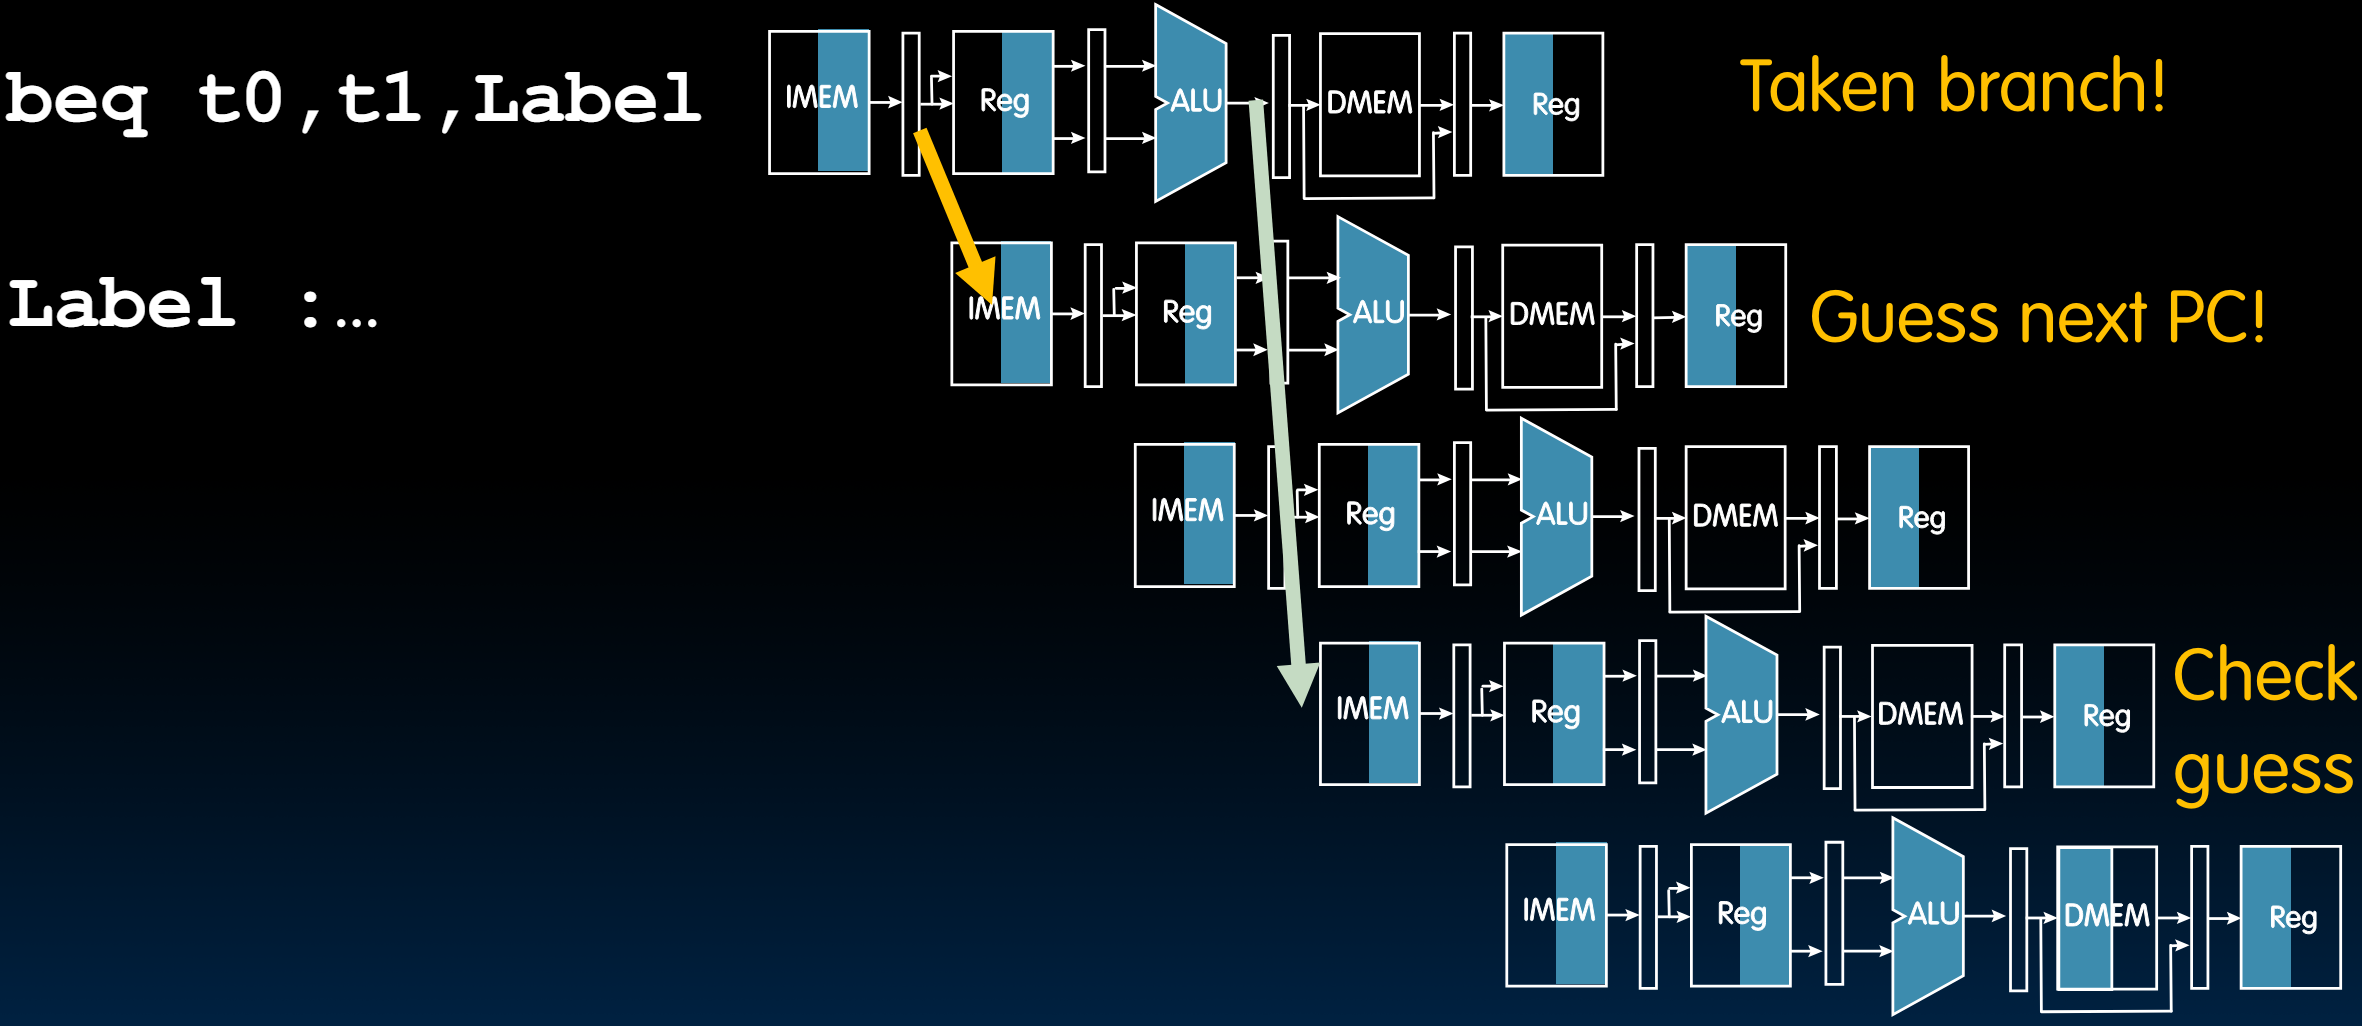 beq t0,t1,Label
IMEM Reg ALU DMEM Reg
Taken branch!
Label :…
IMEM Reg ALU DMEM Reg
Guess next PC!
IMEM Reg ALU DMEM Reg
IMEM Reg ALU DMEM Reg
Check
guess
IMEM Reg ALU DMEM Reg